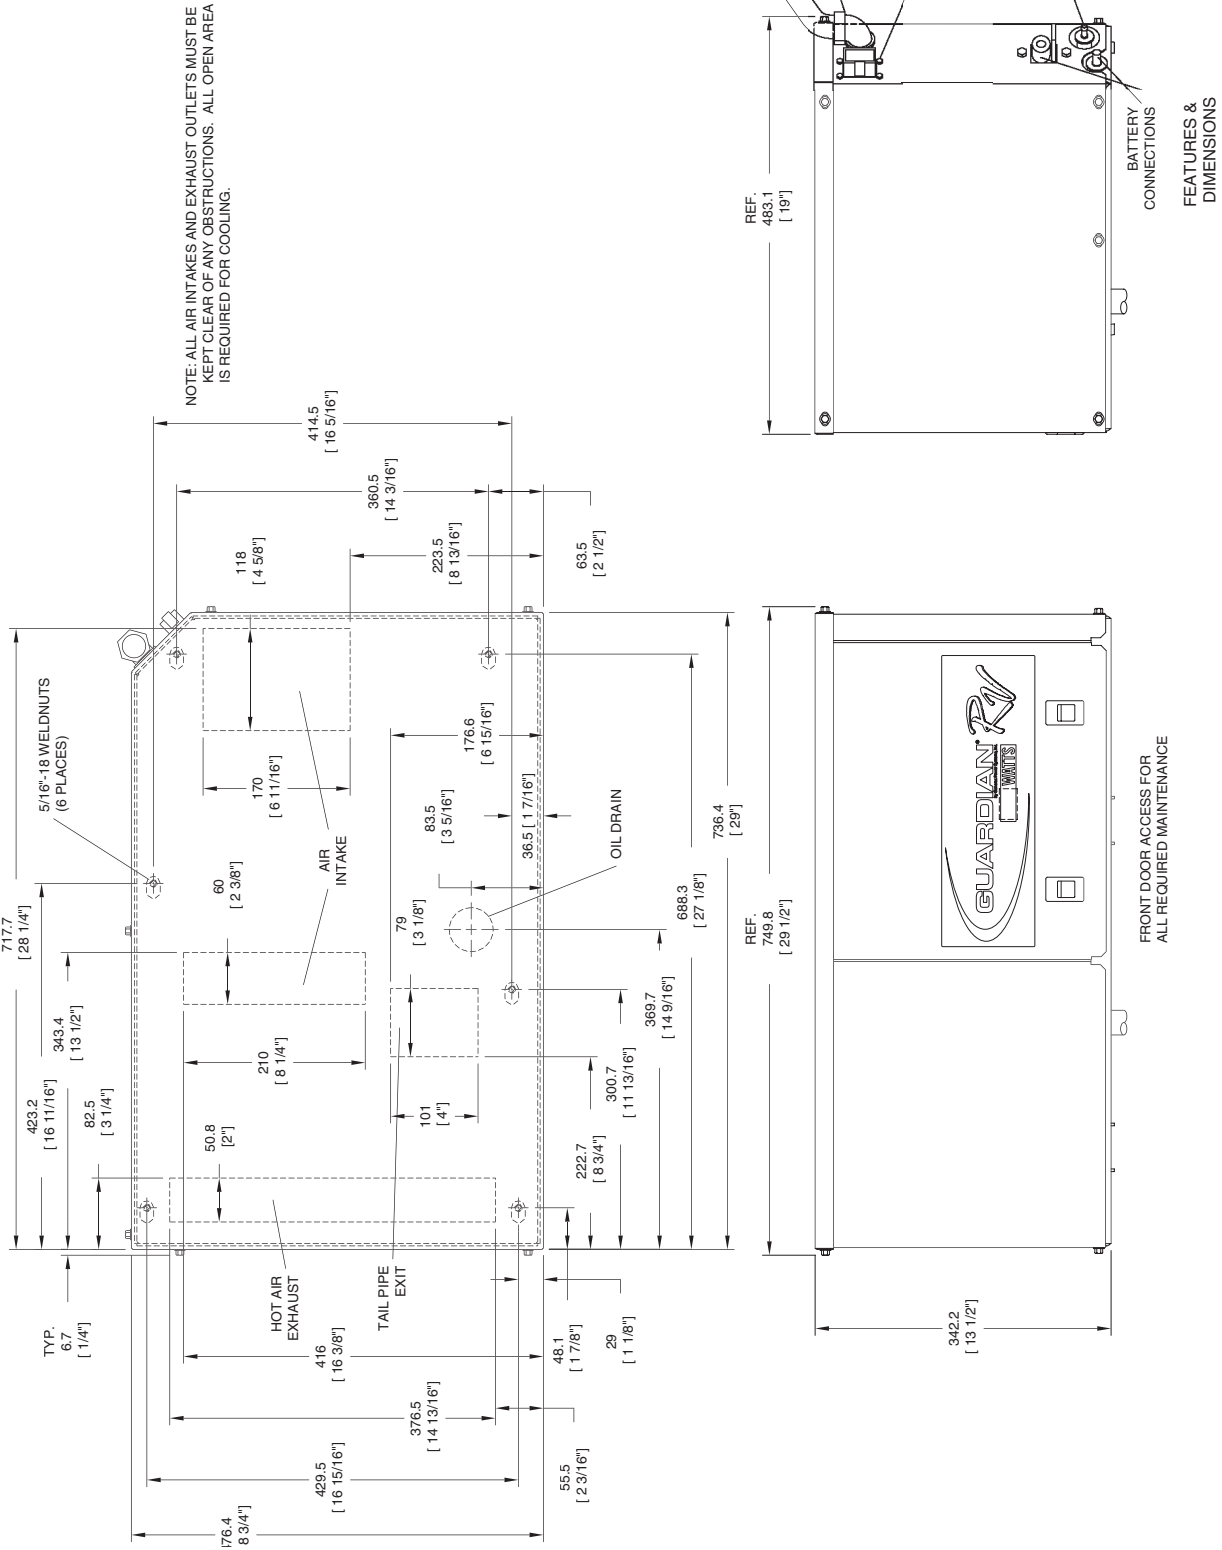 NOTE: ALL AIR INTAKES AND EXHAUST OUTLETS MUST BE
KEPT CLEAR OF ANY OBSTRUCTIONS. ALL OPEN AREA
IS REQUIRED FOR COOLING.
717.7
[ 28 1/4"]
423.2
[ 16 11/16"]
343.4
[ 13 1/2"]
82.5
[ 3 1/4"]
TYP.
6.7
[ 1/4"]
5/16"-18 WELDNUTS
(6 PLACES)
60
[ 2 3/8"]
50.8
[2"]
210
[ 8 1/4"]
170
[ 6 11/16"]
118
[ 4 5/8"]
414.5
[ 16 5/16"]
360.5
[ 14 3/16"]
223.5
[ 8 13/16"]
63.5
[ 2 1/2"]
AIR
INTAKE
79
[ 3 1/8"]
101
[ 4"]
83.5
[ 3 5/16"]
176.6
[ 6 15/16"]
36.5 [ 1 7/16"]
OIL DRAIN
HOT AIR
EXHAUST
TAIL PIPE
EXIT
476.4
8 3/4"]
429.5
[ 16 15/16"]
376.5
[ 14 13/16"]
416
[ 16 3/8"]
55.5
[ 2 3/16"]
48.1
[ 1 7/8"]
29
[ 1 1/8"]
222.7
[ 8 3/4"]
300.7
[ 11 13/16"]
369.7
[ 14 9/16"]
688.3
[ 27 1/8"]
736.4
[ 29"]
REF.
749.8
[ 29 1/2"]
342.2
[ 13 1/2"]
GUARDIAN® RV
WATTS
FRONT DOOR ACCESS FOR
ALL REQUIRED MAINTENANCE
REF.
483.1
[ 19"]
BATTERY
CONNECTIONS
FEATURES &
DIMENSIONS